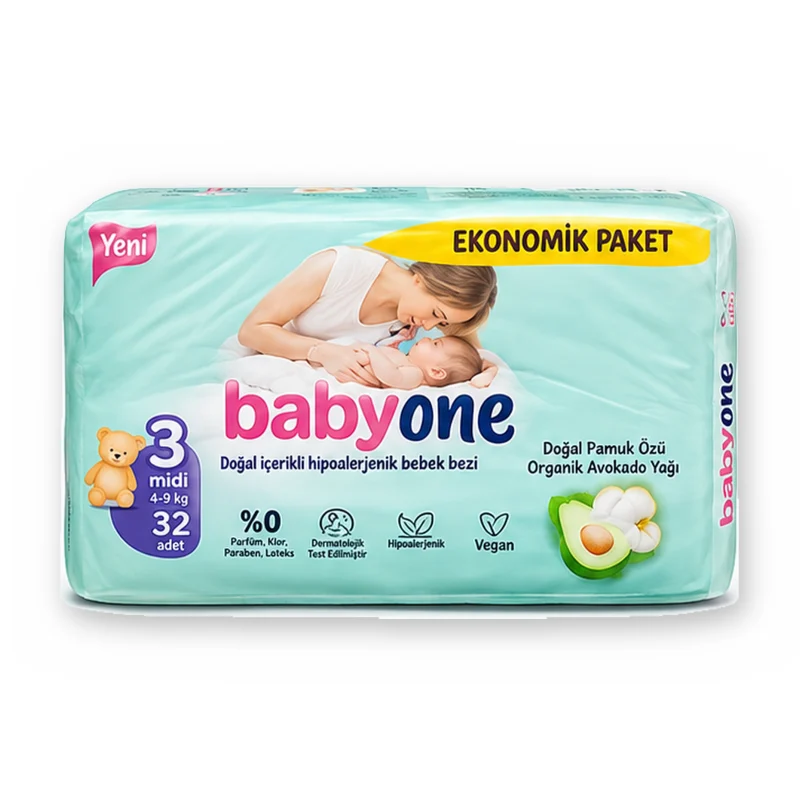 Yeni
EKONOMİK PAKET
babyone
Doğal içerikli hipoalerjenik bebek bezi
3
midi
4-9 kg
32
adet
%0
Parfüm, Klor,
Paraben, Lateks
Dermatolojik
Test Edilmiştir
Hipoalerjenik
Vegan
Doğal Pamuk Özü
Organik Avokado Yağı
babyone